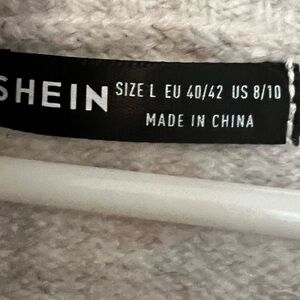 SHEIN
SIZE L EU 40/42 US 8/10
MADE IN CHINA